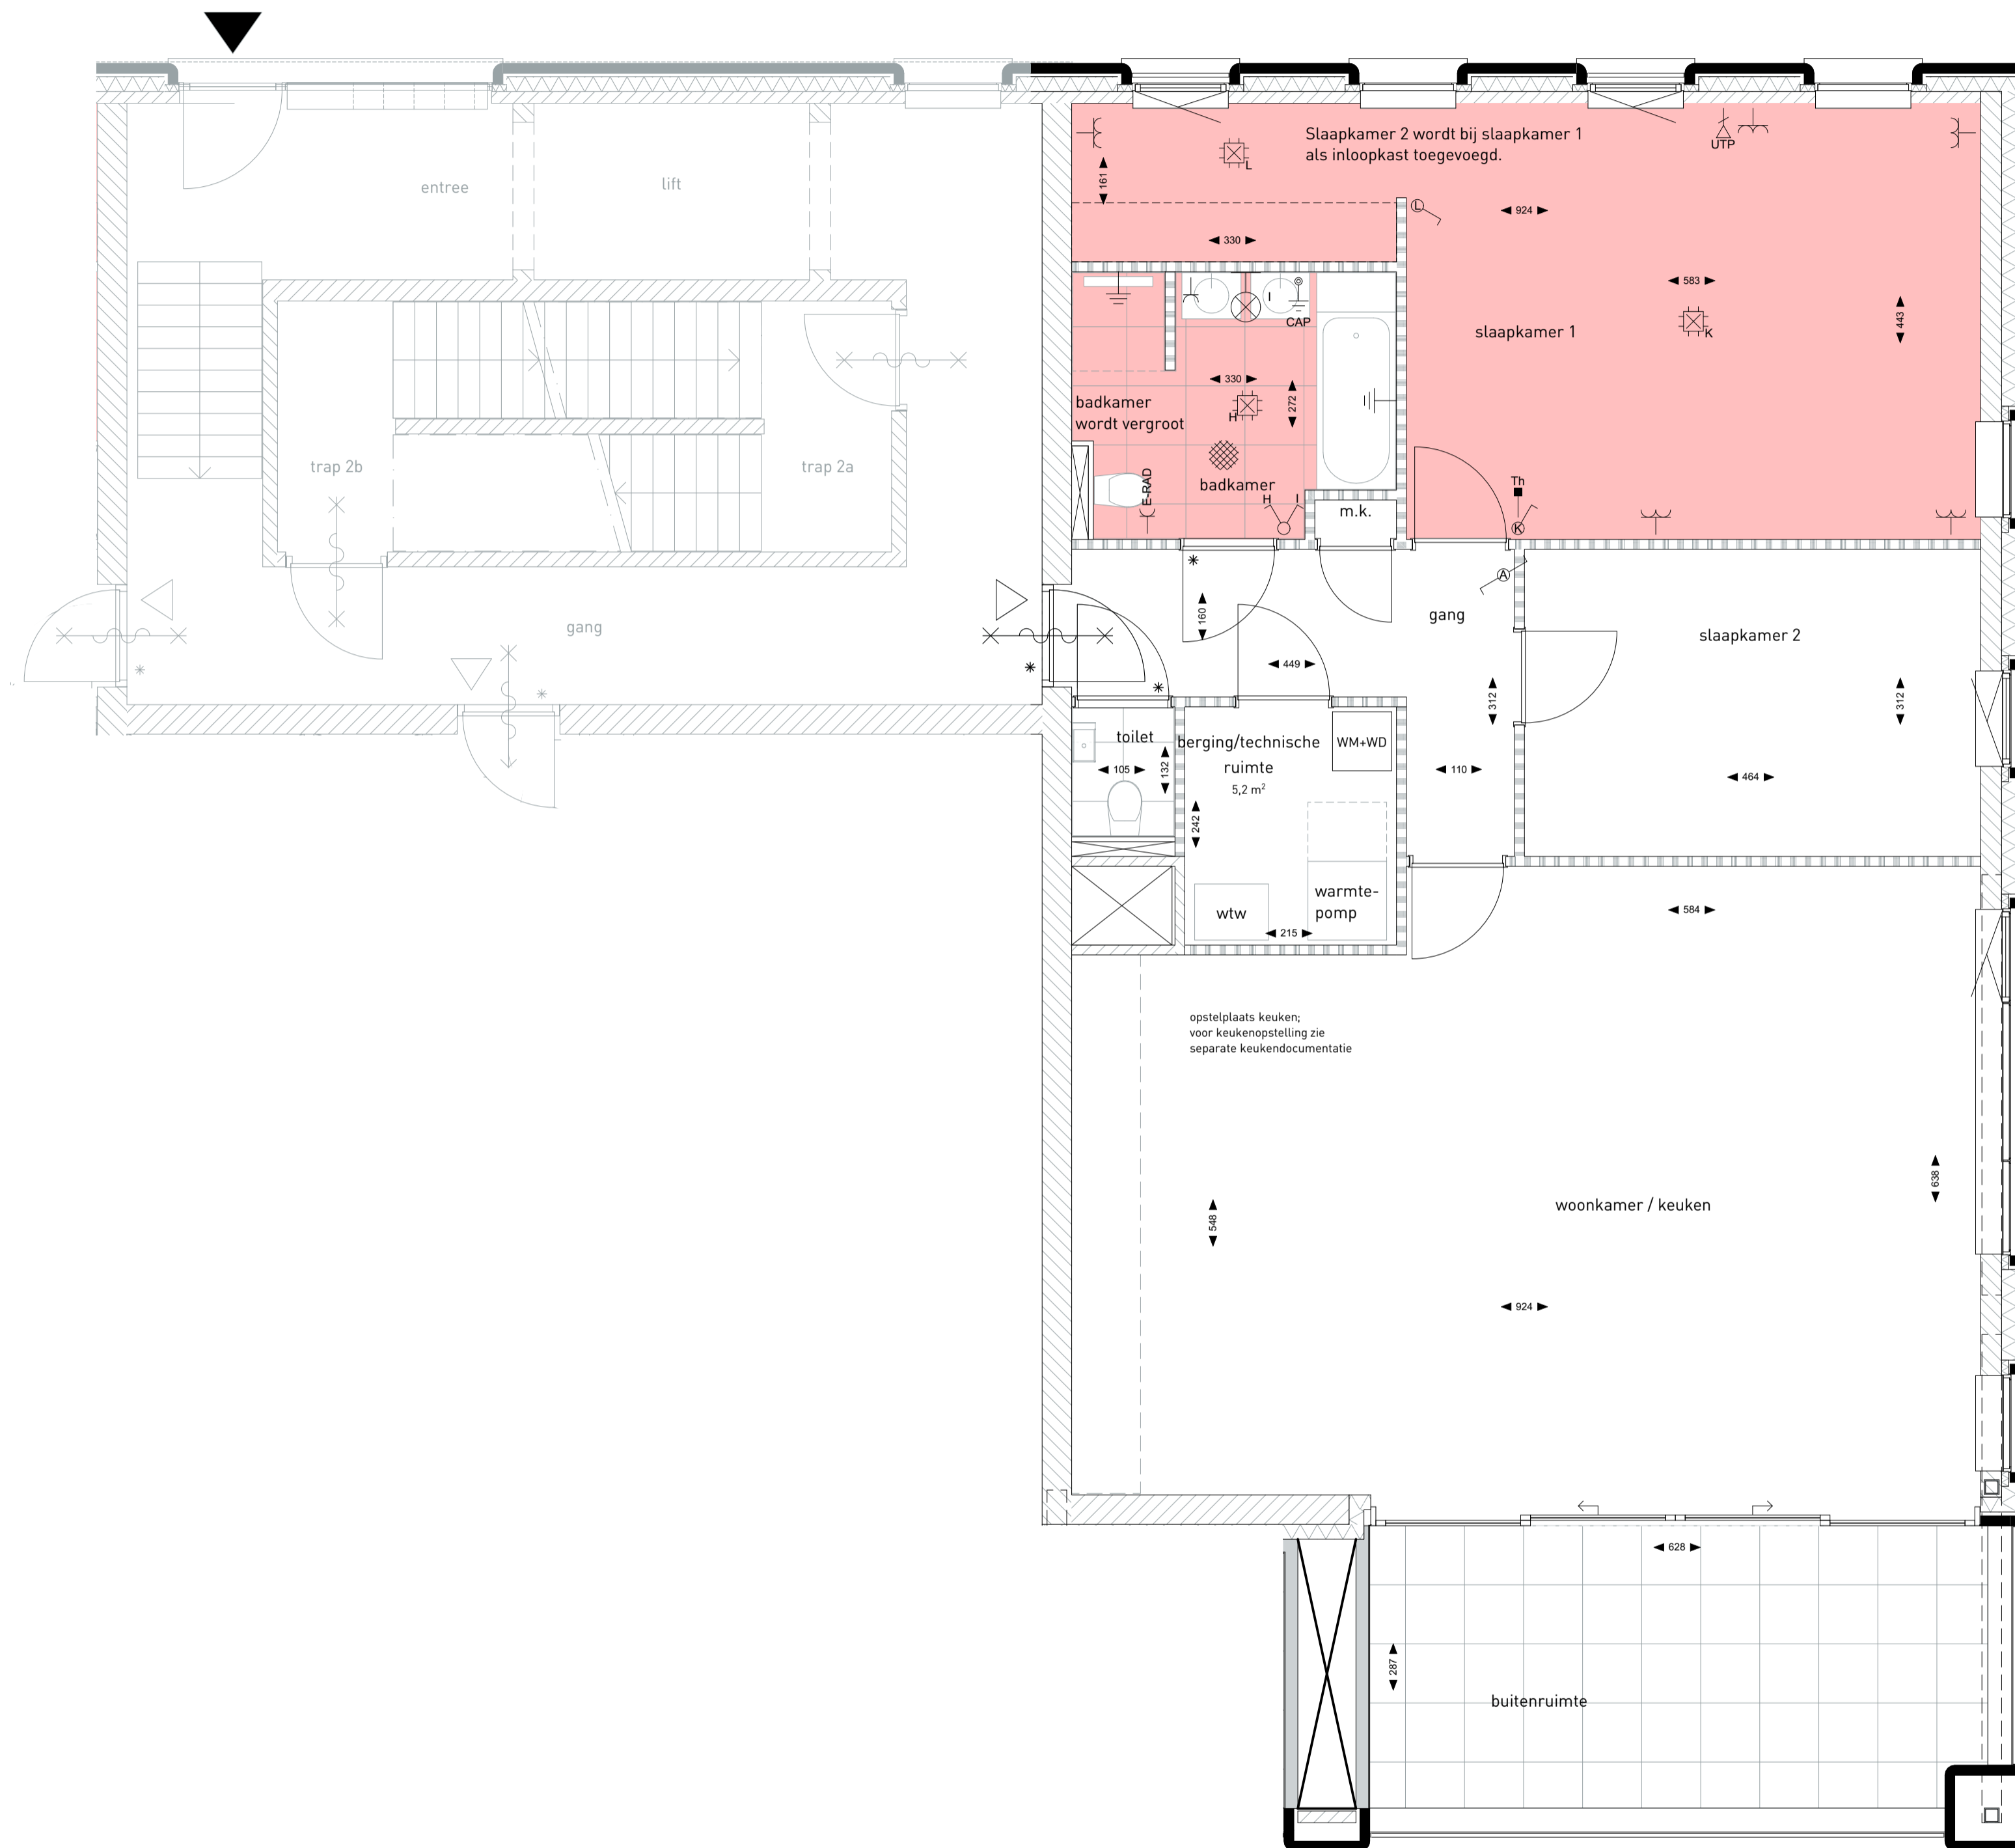 Slaapkamer 2 wordt bij slaapkamer 1
als inloopkast toegevoegd.
UTP
L
161
L
924
entree
lift
330
583
I
CAP
slaapkamer 1
K
443
330
272
badkamer
wordt vergroot
H
trap 2b
trap 2a
E-RAD
badkamer
H
I
m.k.
Th
K
A
160
gang
gang
slaapkamer 2
449
312
312
toilet
berging/technische
ruimte
5,2 m²
WM+WD
105
132
110
464
242
warmte-
pomp
wtw
215
584
opstelplaats keuken;
voor keukenopstelling zie
separate keukendocumentatie
638
548
woonkamer / keuken
924
628
287
buitenruimte